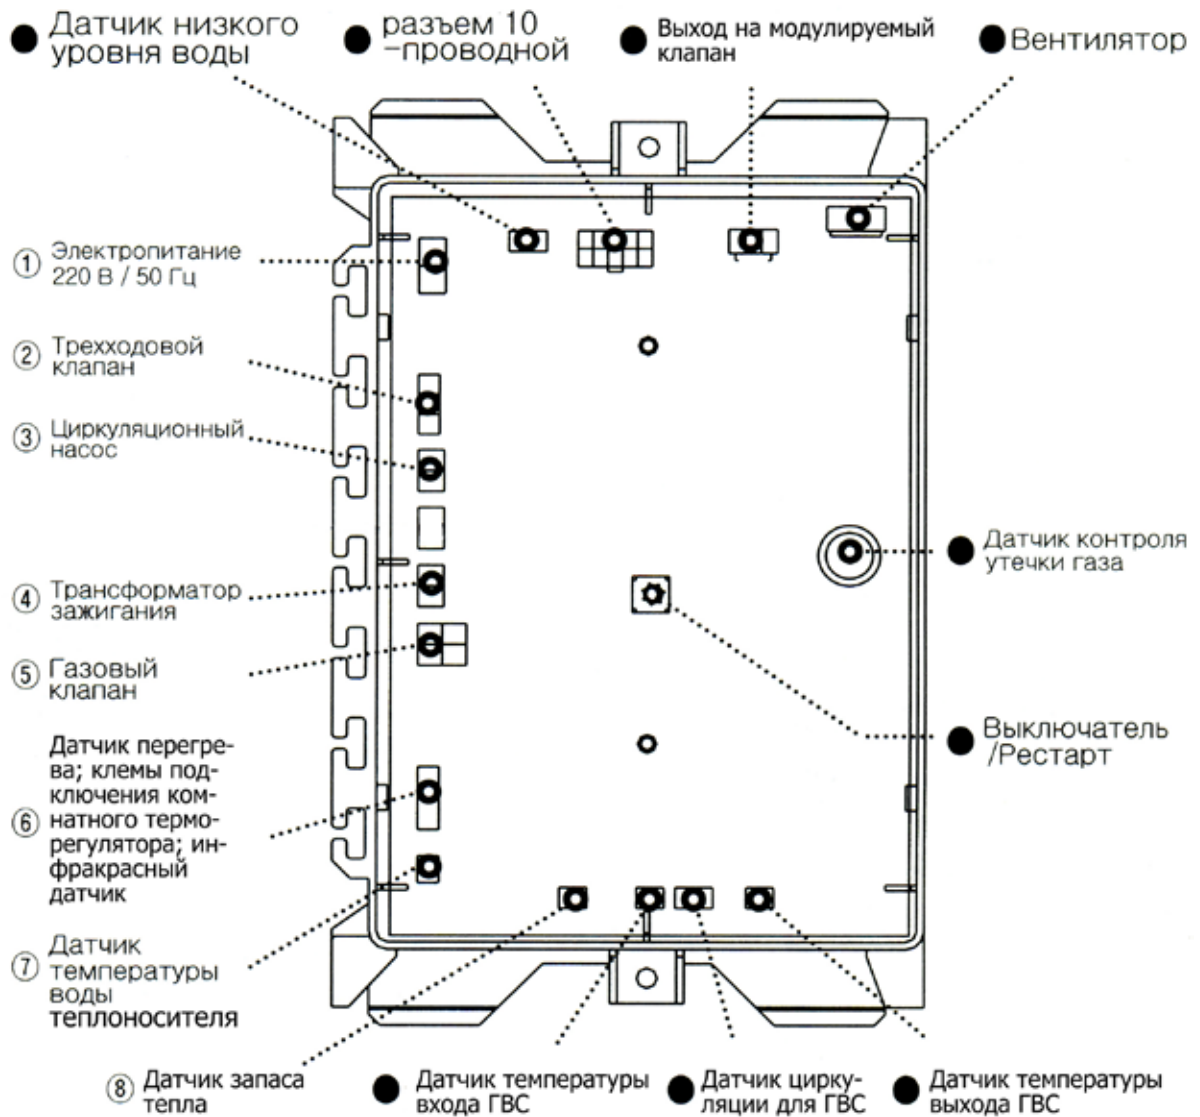 Датчик низкого
уровня воды
разъем 10
-проводной
Выход на модулируемый
клапан
Вентилятор
① Электропитание
220 В / 50 Гц
② Трехходовой
клапан
③ Циркуляционный
насос
④ Трансформатор
зажигания
⑤ Газовый
клапан
⑥ Датчик перегре-
ва; клемы под-
ключения ком-
натного термо-
регулятора; ин-
фракрасный
датчик
⑦ Датчик
температуры
воды
теплоносителя
Датчик контроля
утечки газа
Выключатель
/Рестарт
⑧ Датчик запаса
тепла
Датчик температуры
входа ГВС
Датчик цирку-
ляции для ГВС
Датчик температуры
выхода ГВС